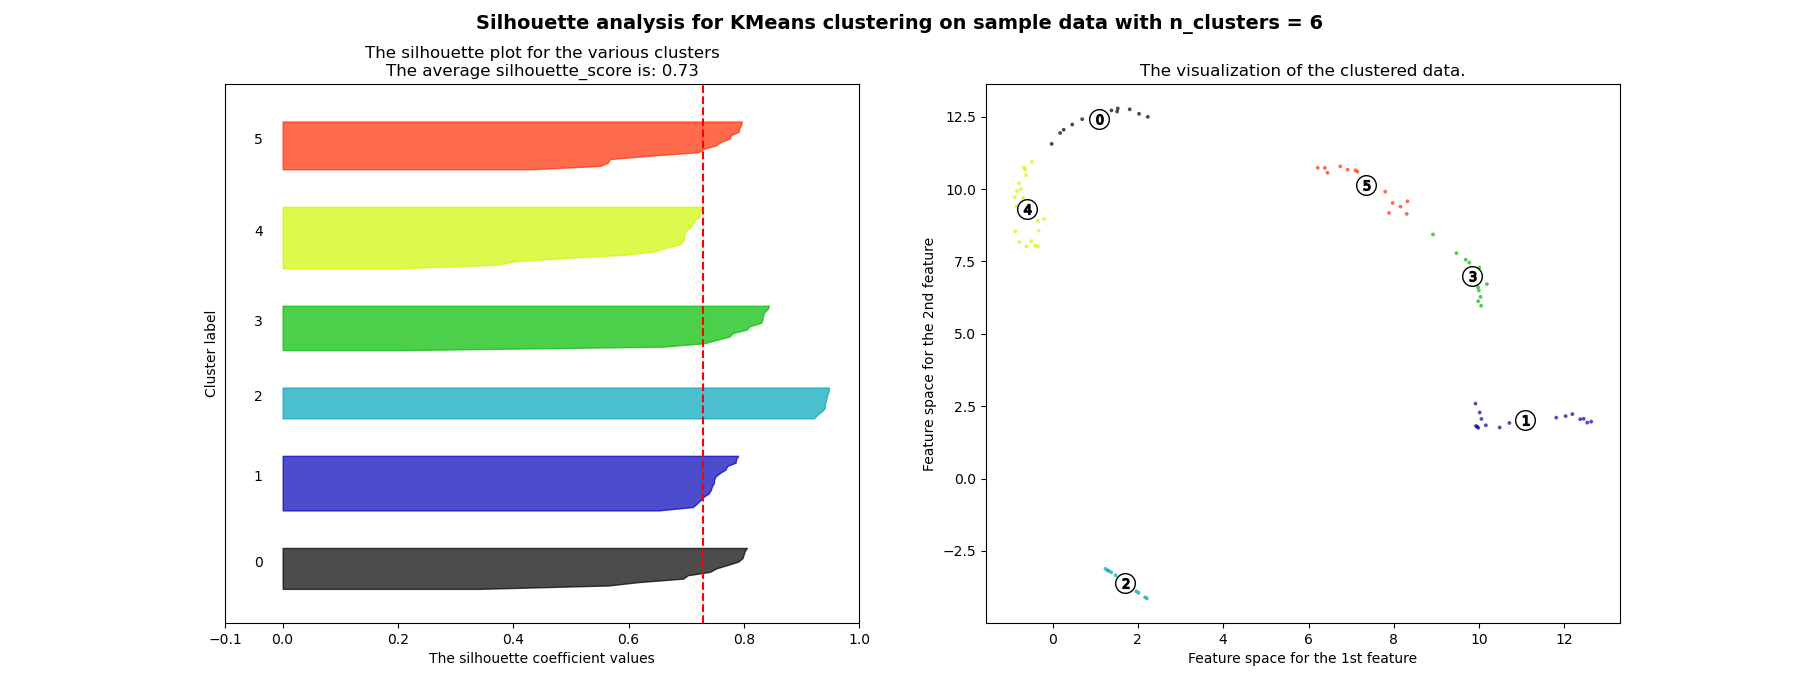 Silhouette analysis for KMeans clustering on sample data with n_clusters = 6
The silhouette plot for the various clusters
The average silhouette_score is: 0.73
5
4
3
2
1
0
Cluster label
−0.1 0.0 0.2 0.4 0.6 0.8 1.0
The silhouette coefficient values
The visualization of the clustered data.
12.5
10.0
7.5
5.0
2.5
0.0
−2.5
Feature space for the 2nd feature
0
5
4
3
1
2
0 2 4 6 8 10 12
Feature space for the 1st feature